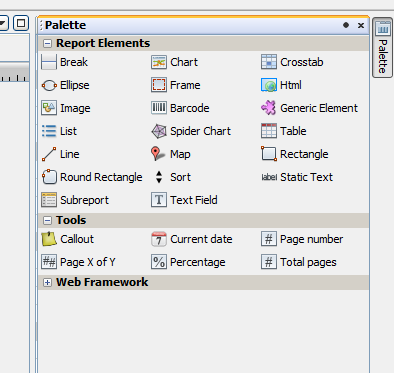 Palette
Palette
Report Elements
Break Chart Crosstab
Ellipse Frame Html
Image Barcode Generic Element
List Spider Chart Table
Line Map Rectangle
Round Rectangle Sort label Static Text
Subreport T Text Field
Tools
Callout 7 Current date # Page number
## Page X of Y % Percentage # Total pages
Web Framework